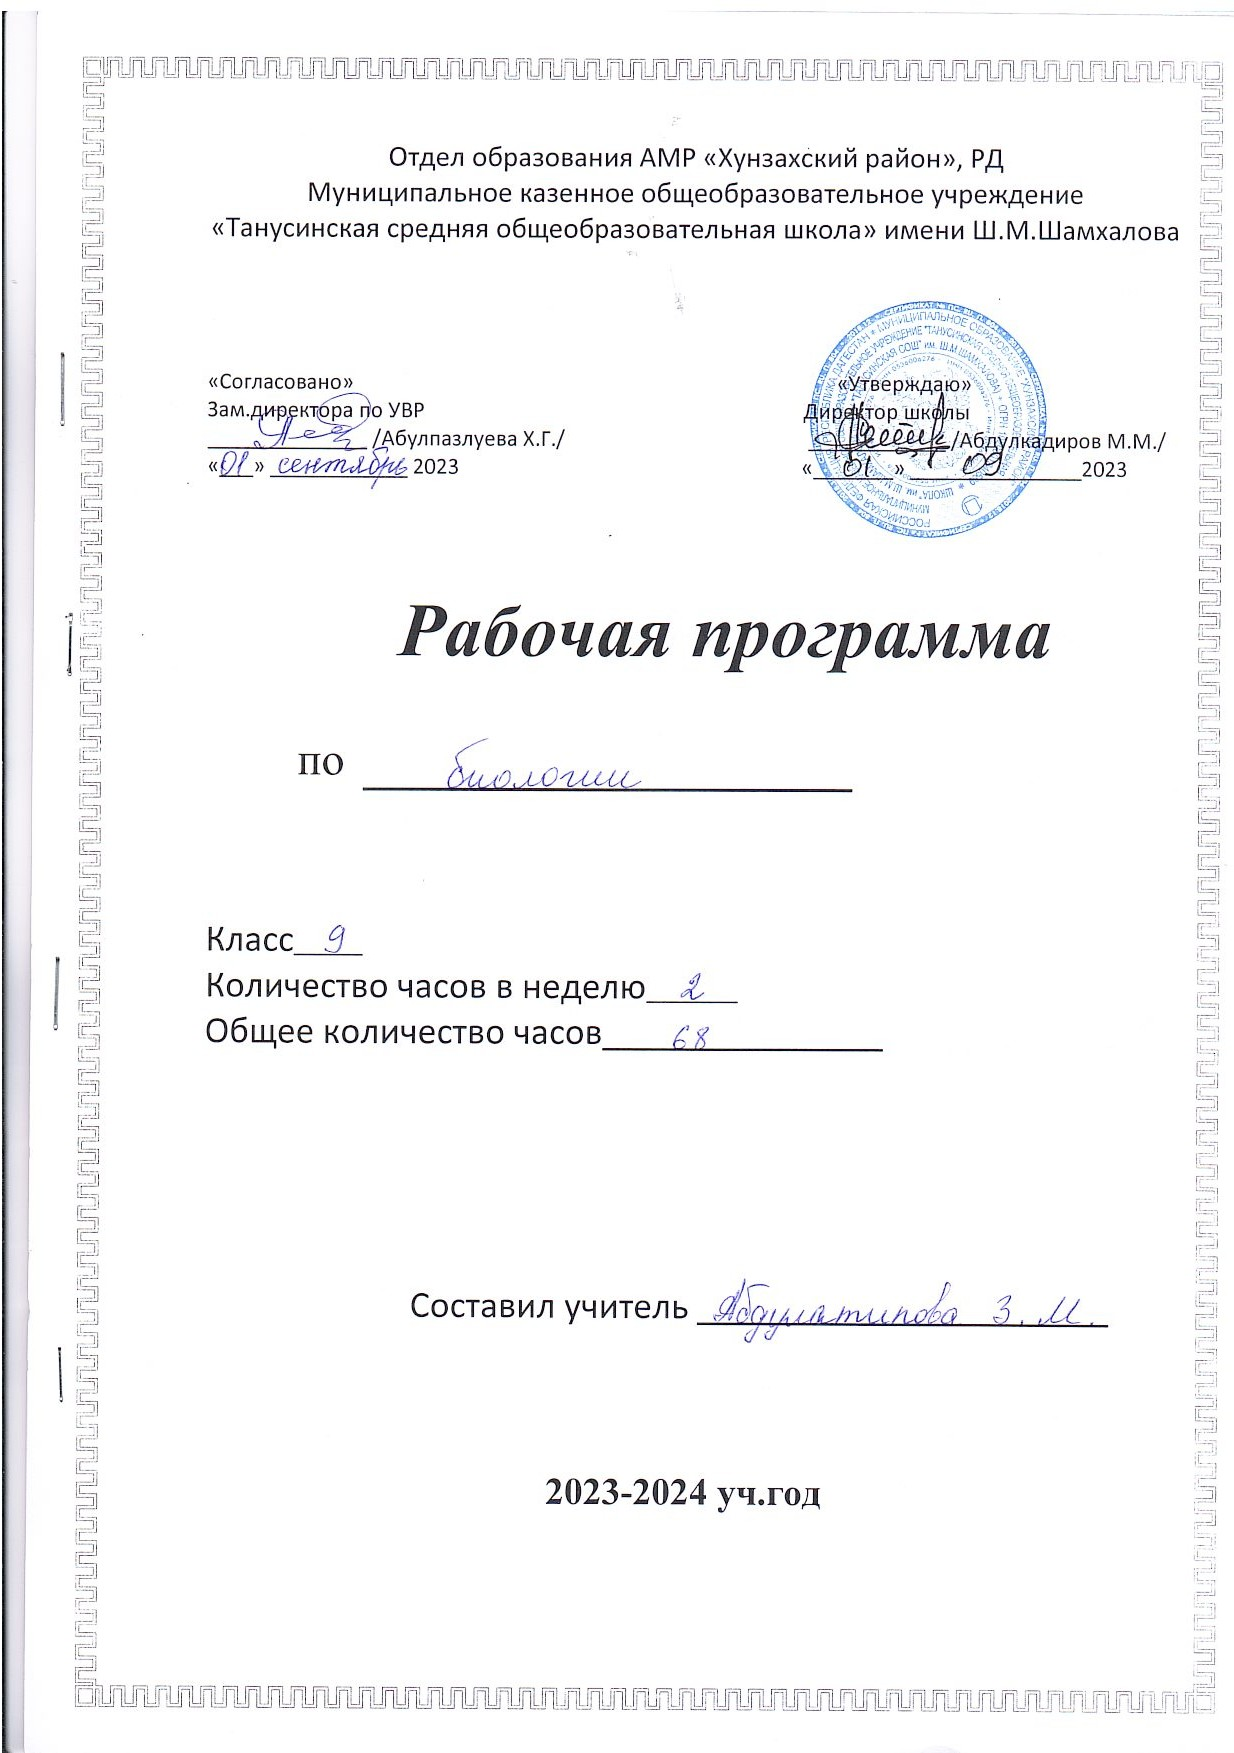 Отдел образования АМР «Хунзахский район», РД
Муниципальное казенное общеобразовательное учреждение
«Танусинская средняя общеобразовательная школа» имени Ш.М.Шамхалова
«Согласовано»
Зам.директора по УВР
/Абулпазлуева Х.Г./
«01» сентябрь 2023
«Утверждаю»
Директор школы
/Абдулкадиров М.М./
«01» 09 2023
Рабочая программа
по биологии
Класс 9
Количество часов в неделю 2
Общее количество часов 68
Составил учитель Абдулатипова З. М.
2023-2024 уч.год